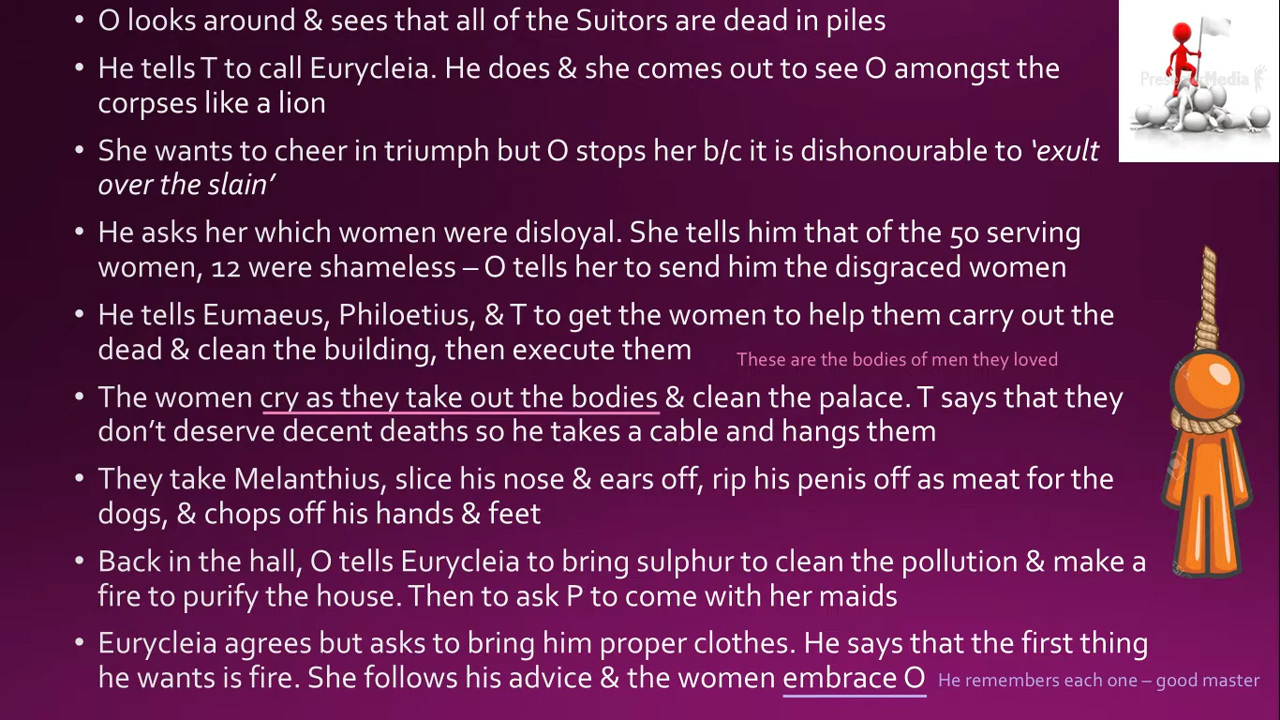 • O looks around & sees that all of the Suitors are dead in piles
• He tells T to call Eurycleia. He does & she comes out to see O amongst the
corpses like a lion
• She wants to cheer in triumph but O stops her b/c it is dishonourable to ‘exult
over the slain’
• He asks her which women were disloyal. She tells him that of the 50 serving
women, 12 were shameless – O tells her to send him the disgraced women
• He tells Eumaeus, Philoetius, & T to get the women to help them carry out the
dead & clean the building, then execute them
These are the bodies of men they loved
• The women cry as they take out the bodies & clean the palace. T says that they
don’t deserve decent deaths so he takes a cable and hangs them
• They take Melanthius, slice his nose & ears off, rip his penis off as meat for the
dogs, & chops off his hands & feet
• Back in the hall, O tells Eurycleia to bring sulphur to clean the pollution & make a
fire to purify the house. Then to ask P to come with her maids
• Eurycleia agrees but asks to bring him proper clothes. He says that the first thing
he wants is fire. She follows his advice & the women embrace O
He remembers each one – good master